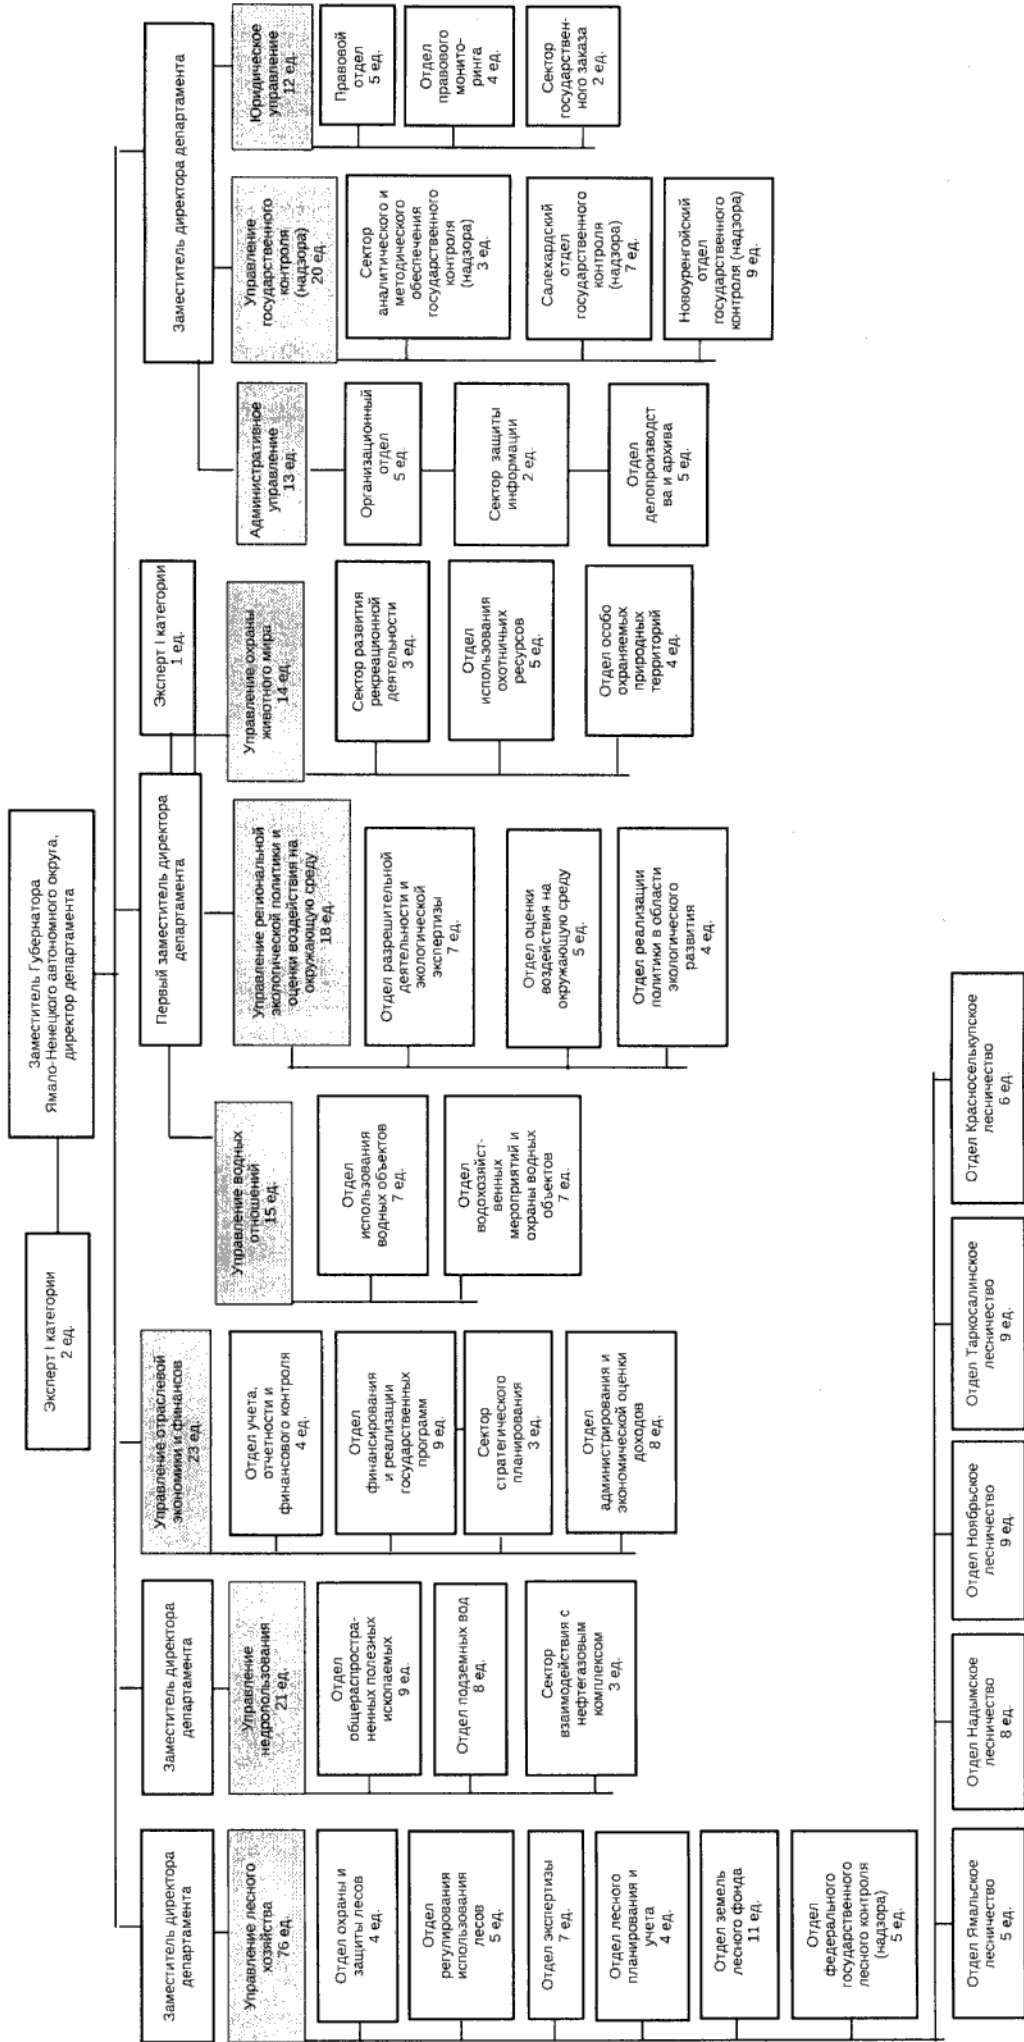 Заместитель Губернатора
Ямало-Ненецкого автономного округа,
директор департамента
Эксперт I категории
2 ед.
Заместитель директора
департамента
Управление лесного
хозяйства
76 ед.
Отдел охраны и
защиты лесов
4 ед.
Отдел
регулирования
использования
лесов
5 ед.
Отдел экспертизы
7 ед.
Отдел лесного
планирования и
учета
4 ед.
Отдел земель
лесного фонда
11 ед.
Отдел
федерального
государственного
лесного контроля
(надзора)
5 ед.
Отдел Ямальское
лесничество
5 ед.
Отдел Надымское
лесничество
8 ед.
Отдел Ноябрьское
лесничество
9 ед.
Отдел Таркосалинское
лесничество
9 ед.
Отдел Красноселькупское
лесничество
6 ед.
Заместитель директора
департамента
Управление
недропользования
21 ед.
Отдел
общераспростра-
ненных полезных
ископаемых
9 ед.
Отдел подземных вод
8 ед.
Сектор
взаимодействия с
нефтегазовым
комплексом
3 ед.
Управление отраслевой
экономики и финансов
23 ед.
Отдел учета,
отчетности и
финансового контроля
4 ед.
Отдел
финансирования
и реализации
государственных
программ
9 ед.
Сектор
стратегического
планирования
3 ед.
Отдел
администрирования и
экономической оценки
доходов
8 ед.
Первый заместитель директора
департамента
Эксперт I категории
1 ед.
Управление водных
отношений
15 ед.
Отдел
использования
водных объектов
7 ед.
Отдел
водохозяйст-
венных
мероприятий и
охраны водных
объектов
7 ед.
Управление региональной
экологической политики и
оценки воздействия на
окружающую среду
18 ед.
Отдел разрешительной
деятельности и
экологической
экспертизы
7 ед.
Отдел оценки
воздействия на
окружающую среду
5 ед.
Отдел реализации
политики в области
экологического
развития
4 ед.
Управление охраны
животного мира
14 ед.
Сектор развития
рекреационной
деятельности
3 ед.
Отдел
использования
охотничьих
ресурсов
5 ед.
Отдел особо
охраняемых
природных
территорий
4 ед.
Заместитель директора департамента
Административное
управление
13 ед.
Организационный
отдел
5 ед.
Сектор защиты
информации
2 ед.
Отдел
делопроизводст
ва и архива
5 ед.
Управление
государственного
контроля
(надзора)
20 ед.
Сектор
аналитического и
методического
обеспечения
государственного
контроля
(надзора)
3 ед.
Салехардский
отдел
государственного
контроля
(надзора)
7 ед.
Новоуренгойский
отдел
государственного
контроля (надзора)
9 ед.
Юридическое
управление
12 ед.
Правовой
отдел
5 ед.
Отдел
правового
монито-
ринга
4 ед.
Сектор
государствен-
ного заказа
2 ед.